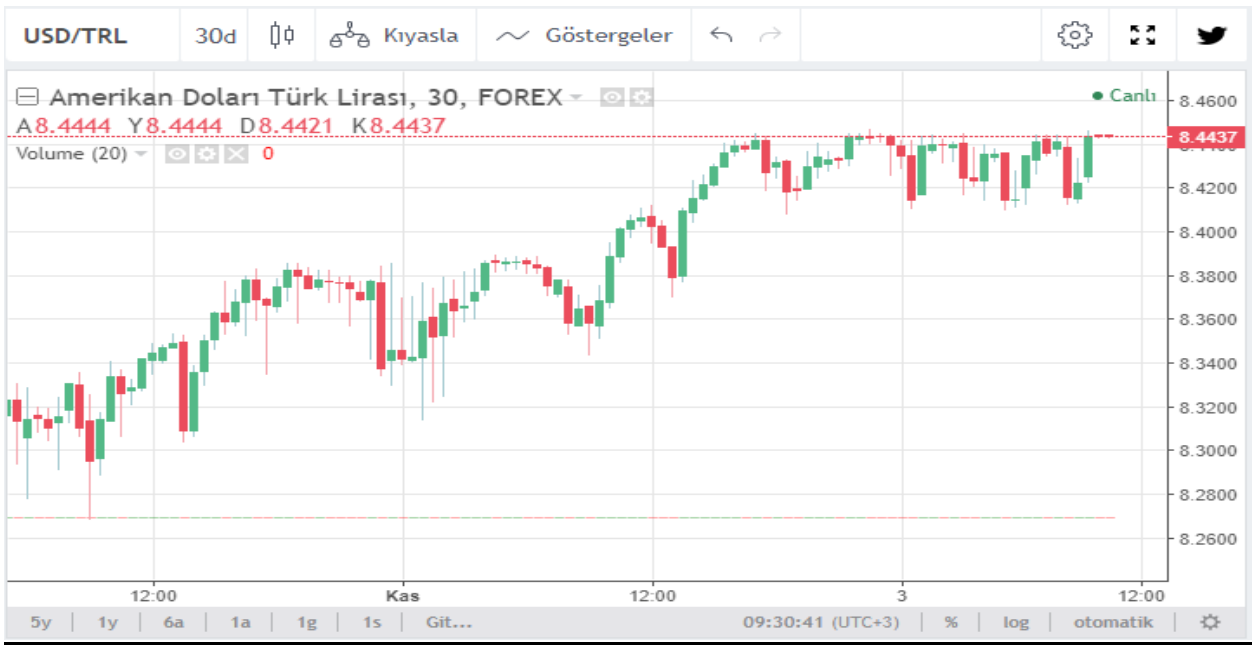 USD/TRL 30d Kıyasla Göstergeler
Amerikan Doları Türk Lirası, 30, FOREX
Canlı
A8.4444 Y8.4444 D8.4421 K8.4437
Volume (20) 0
8.4600
8.4437
8.4200
8.4000
8.3800
8.3600
8.3400
8.3200
8.3000
8.2800
8.2600
12:00 Kas 12:00 3 12:00
5y 1y 6a 1a 1g 1s Git... 09:30:41 (UTC+3) % log otomatik